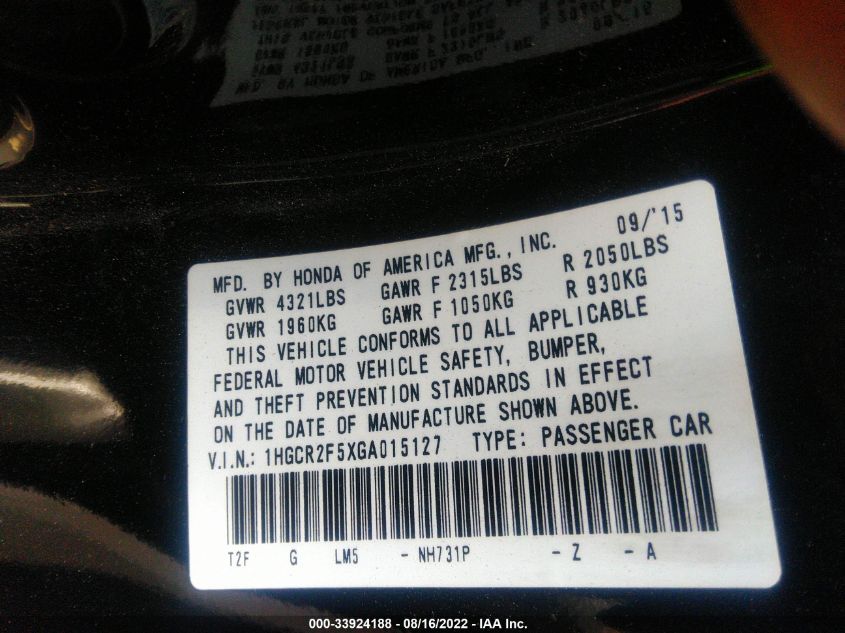 MFD. BY HONDA OF AMERICA MFG., INC. 09/'15
GVWR 4321LBS GAWR F 2315LBS R 2050LBS
GVWR 1960KG GAWR F 1050KG R 930KG
THIS VEHICLE CONFORMS TO ALL APPLICABLE
FEDERAL MOTOR VEHICLE SAFETY, BUMPER,
AND THEFT PREVENTION STANDARDS IN EFFECT
ON THE DATE OF MANUFACTURE SHOWN ABOVE.
V.I.N.: 1HGCR2F5XGA015127 TYPE: PASSENGER CAR
T2F G LM5 - NH731P - Z - A
000-33924188 - 08/16/2022 - IAA Inc.